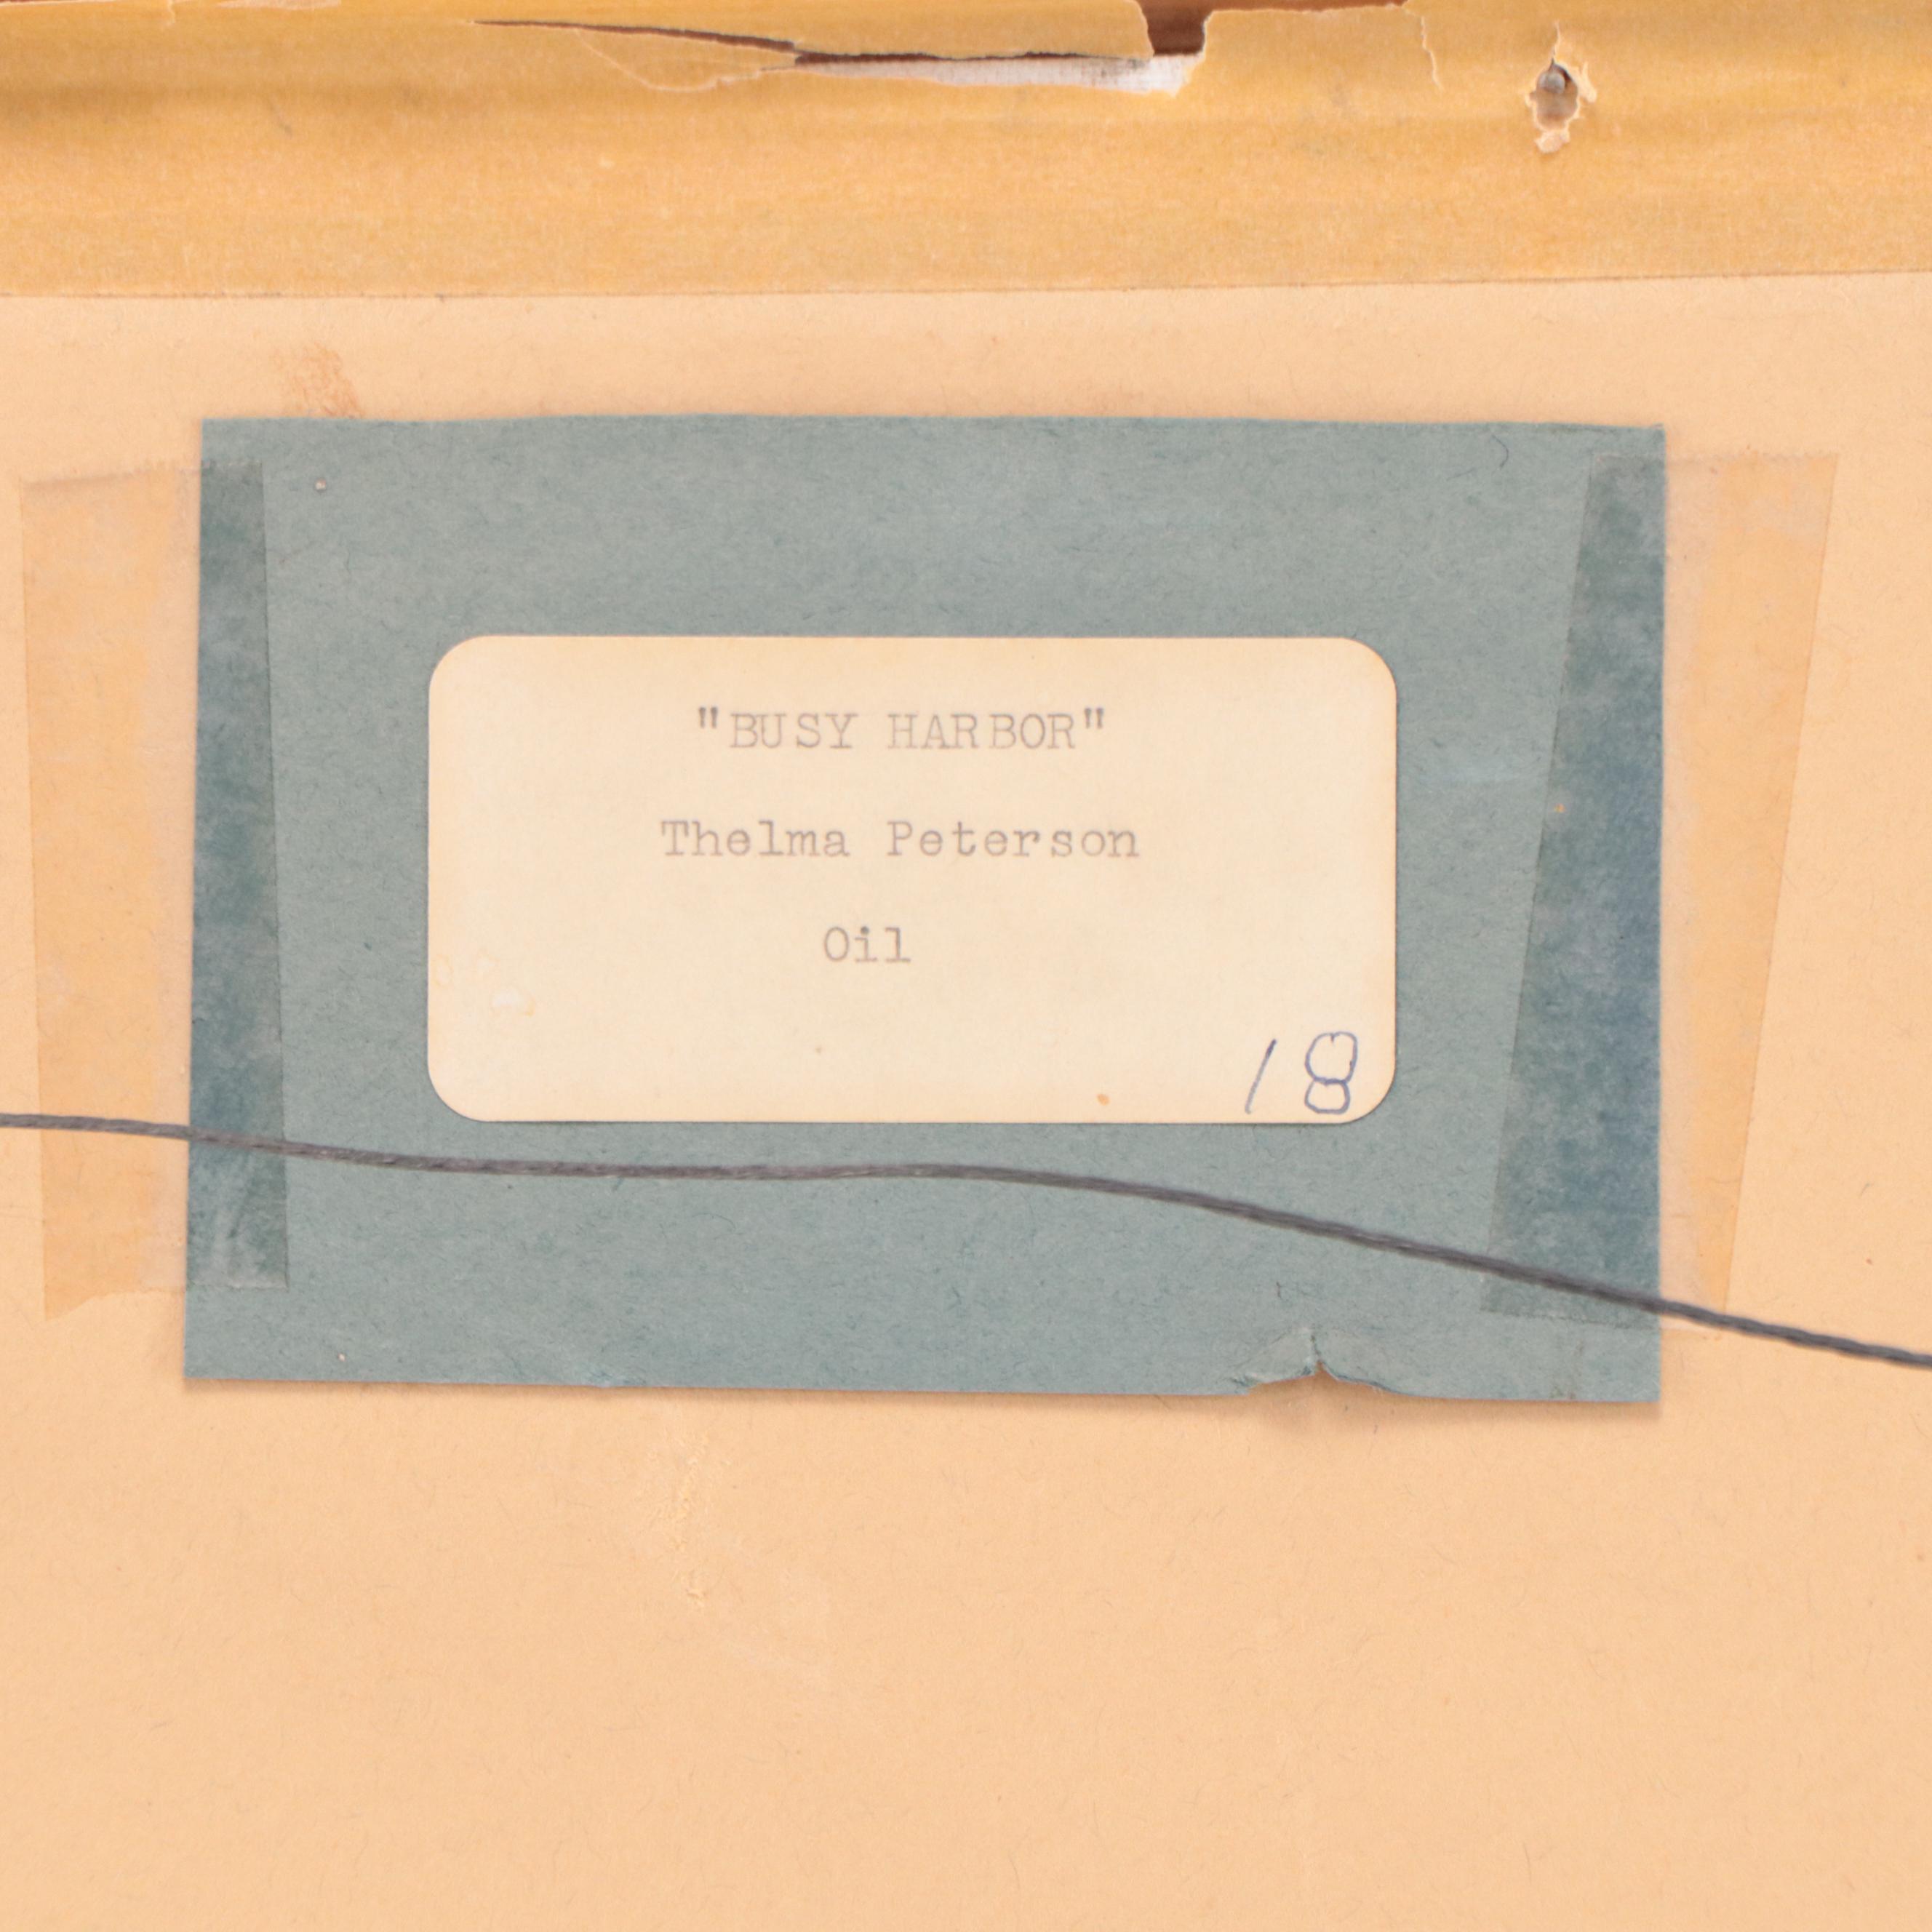 "BUSY HARBOR"
Thelma Peterson
Oil
18